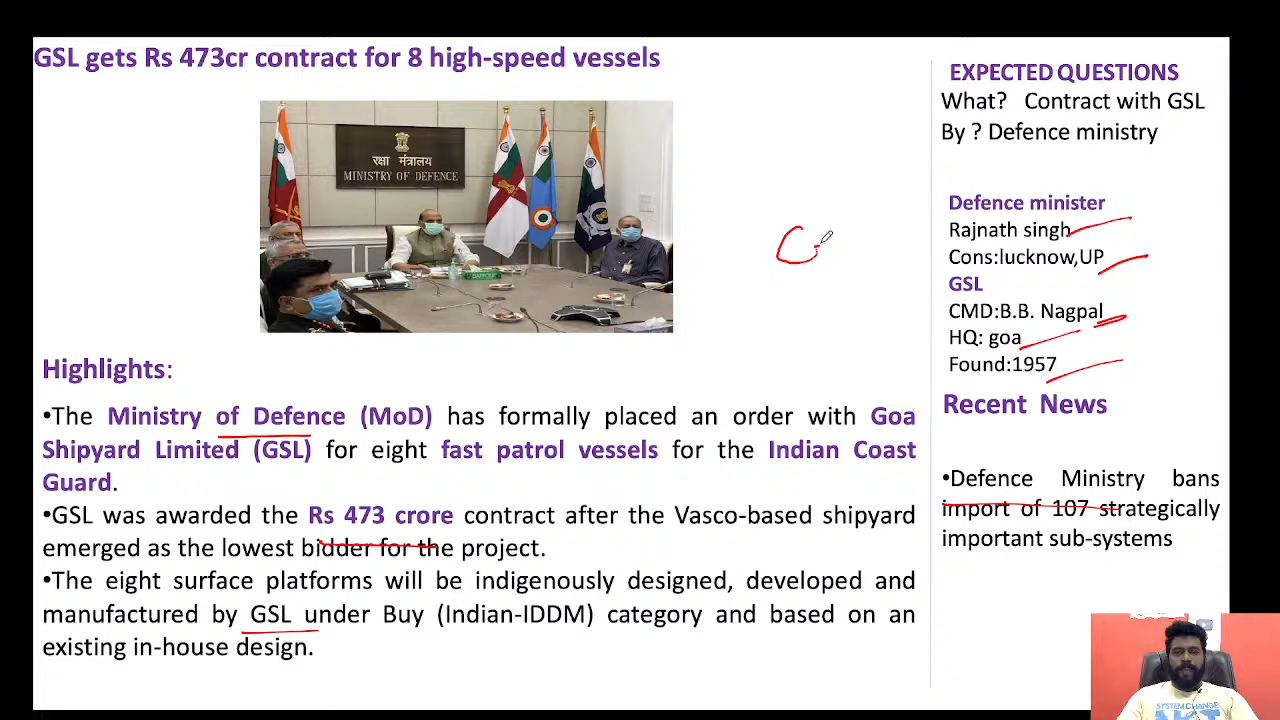 GSL gets Rs 473cr contract for 8 high-speed vessels
रक्षा मंत्रालय
MINISTRY OF DEFENCE
Highlights:
•The Ministry of Defence (MoD) has formally placed an order with Goa
Shipyard Limited (GSL) for eight fast patrol vessels for the Indian Coast
Guard.
•GSL was awarded the Rs 473 crore contract after the Vasco-based shipyard
emerged as the lowest bidder for the project.
•The eight surface platforms will be indigenously designed, developed and
manufactured by GSL under Buy (Indian-IDDM) category and based on an
existing in-house design.
EXPECTED QUESTIONS
What? Contract with GSL
By ? Defence ministry
Defence minister
Rajnath singh
Cons:lucknow,UP
GSL
CMD:B.B. Nagpal
HQ: goa
Found:1957
Recent News
•Defence Ministry bans
import of 107 strategically
important sub-systems
SYSTEM CHANGE